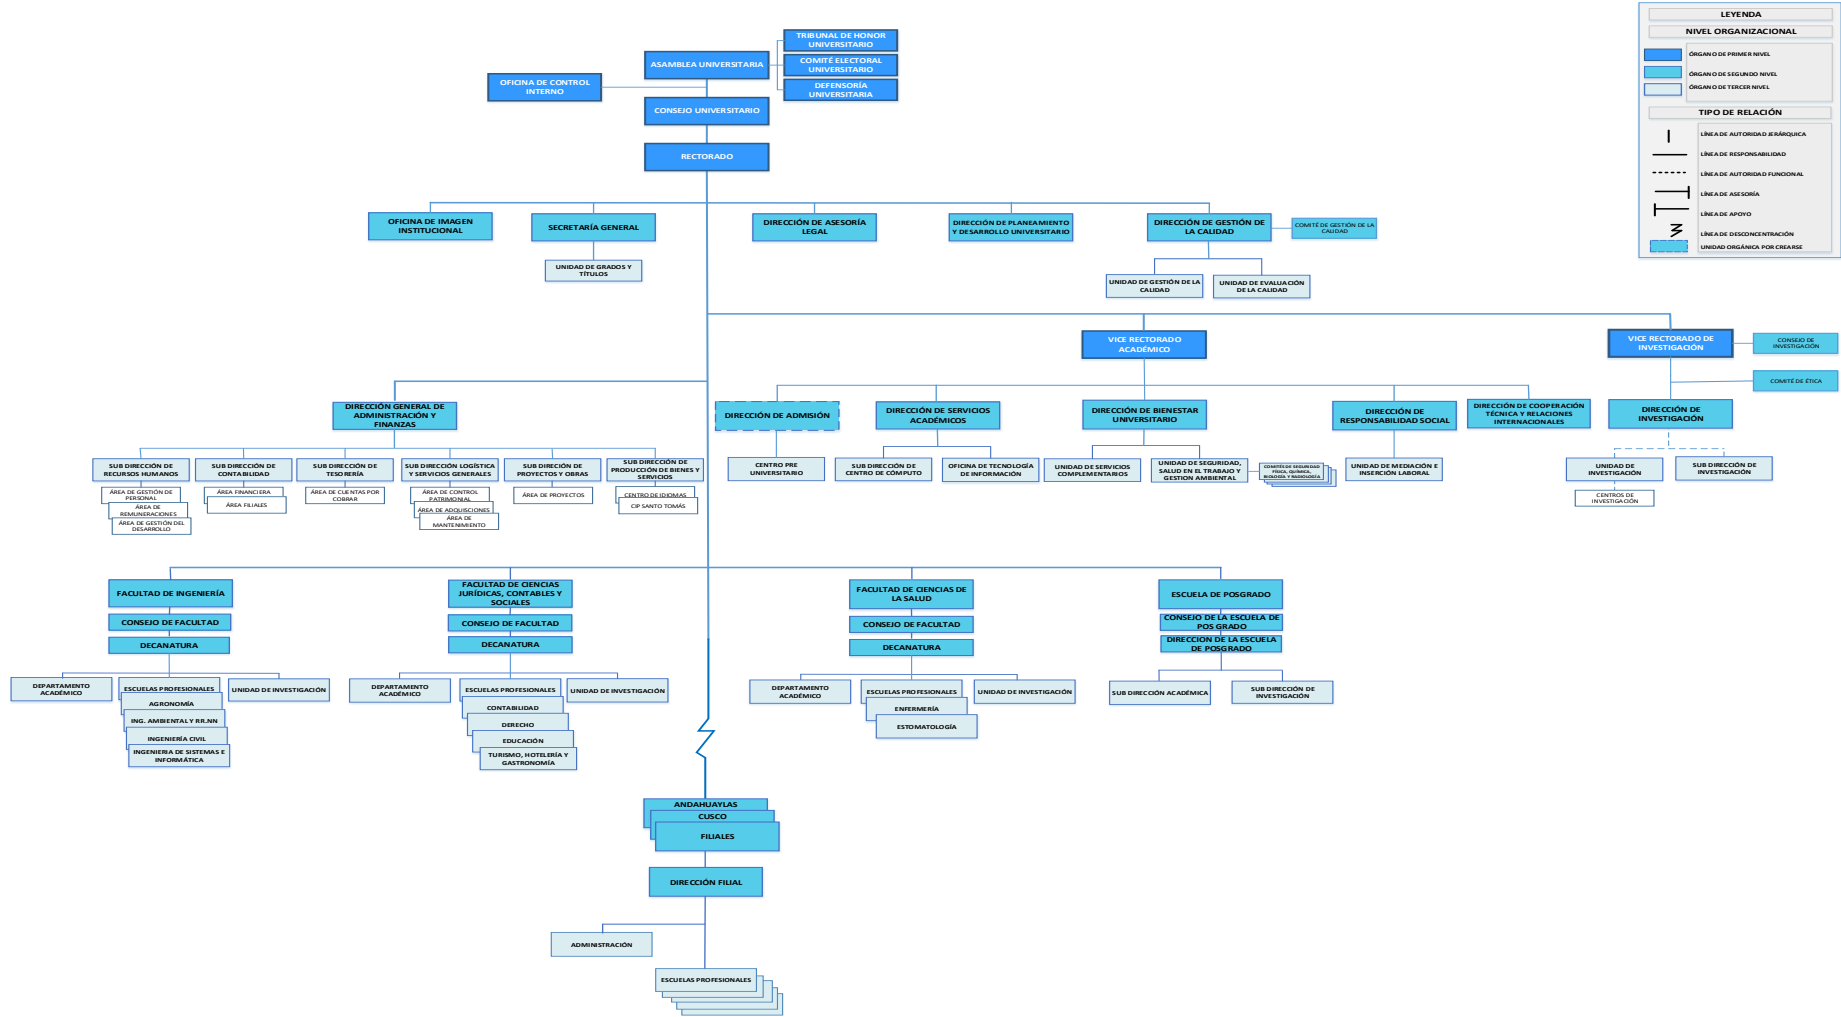 LEYENDA
NIVEL ORGANIZACIONAL
ÓRGANO DE PRIMER NIVEL
ÓRGANO DE SEGUNDO NIVEL
ÓRGANO DE TERCER NIVEL
TIPO DE RELACIÓN
LÍNEA DE AUTORIDAD JERÁRQUICA
LÍNEA DE RESPONSABILIDAD
LÍNEA DE AUTORIDAD FUNCIONAL
LÍNEA DE ASESORÍA
LÍNEA DE APOYO
LÍNEA DE DESCONCENTRACIÓN
UNIDAD ORGÁNICA POR CREARSE
TRIBUNAL DE HONOR
UNIVERSITARIO
ASAMBLEA UNIVERSITARIA
COMITÉ ELECTORAL
UNIVERSITARIO
OFICINA DE CONTROL
INTERNO
DEFENSORÍA
UNIVERSITARIA
CONSEJO UNIVERSITARIO
RECTORADO
OFICINA DE IMAGEN
INSTITUCIONAL
SECRETARÍA GENERAL
DIRECCIÓN DE ASESORÍA
LEGAL
DIRECCIÓN DE PLANEAMIENTO
Y DESARROLLO UNIVERSITARIO
DIRECCIÓN DE GESTIÓN DE
LA CALIDAD
COMITÉ DE GESTIÓN DE LA
CALIDAD
UNIDAD DE GRADOS Y
TÍTULOS
UNIDAD DE GESTIÓN DE LA
CALIDAD
UNIDAD DE EVALUACIÓN
DE LA CALIDAD
VICE RECTORADO
ACADÉMICO
VICE RECTORADO DE
INVESTIGACIÓN
CONSEJO DE
INVESTIGACIÓN
COMITÉ DE ÉTICA
DIRECCIÓN GENERAL DE
ADMINISTRACIÓN Y
FINANZAS
DIRECCIÓN DE ADMISIÓN
DIRECCIÓN DE SERVICIOS
ACADÉMICOS
DIRECCIÓN DE BIENESTAR
UNIVERSITARIO
DIRECCIÓN DE
RESPONSABILIDAD SOCIAL
DIRECCIÓN DE COOPERACIÓN
TÉCNICA Y RELACIONES
INTERNACIONALES
DIRECCIÓN DE
INVESTIGACIÓN
SUB DIRECCIÓN DE
RECURSOS HUMANOS
SUB DIRECCIÓN DE
CONTABILIDAD
SUB DIRECCIÓN DE
TESORERÍA
SUB DIRECCIÓN LOGÍSTICA
Y SERVICIOS GENERALES
SUB DIRECCIÓN DE
PROYECTOS Y OBRAS
SUB DIRECCIÓN DE
PRODUCCIÓN DE BIENES Y
SERVICIOS
CENTRO PRE
UNIVERSITARIO
SUB DIRECCIÓN DE
CENTRO DE CÓMPUTO
OFICINA DE TECNOLOGÍA
DE INFORMACIÓN
UNIDAD DE SERVICIOS
COMPLEMENTARIOS
UNIDAD DE SEGURIDAD,
SALUD EN EL TRABAJO Y
GESTION AMBIENTAL
COMITÉS DE SEGURIDAD
FÍSICA, QUÍMICA,
BIOLOGÍA Y RADIOLOGÍA
UNIDAD DE MEDIACIÓN E
INSERCIÓN LABORAL
UNIDAD DE
INVESTIGACIÓN
SUB DIRECCIÓN DE
INVESTIGACIÓN
CENTROS DE
INVESTIGACIÓN
ÁREA DE GESTIÓN DE
PERSONAL
ÁREA DE
REMUNERACIONES
ÁREA DE GESTIÓN DEL
DESARROLLO
ÁREA FINANCIERA
ÁREA FILIALES
ÁREA DE CUENTAS POR
COBRAR
ÁREA DE CONTROL
PATRIMONIAL
ÁREA DE ADQUISICIONES
ÁREA DE
MANTENIMIENTO
ÁREA DE PROYECTOS
CENTRO DE IDIOMAS
CIP SANTO TOMÁS
FACULTAD DE INGENIERÍA
CONSEJO DE FACULTAD
DECANATURA
DEPARTAMENTO
ACADÉMICO
ESCUELAS PROFESIONALES
AGRONOMÍA
ING. AMBIENTAL Y RR.NN
INGENIERÍA CIVIL
INGENIERIA DE SISTEMAS E
INFORMÁTICA
UNIDAD DE INVESTIGACIÓN
FACULTAD DE CIENCIAS
JURÍDICAS, CONTABLES Y
SOCIALES
CONSEJO DE FACULTAD
DECANATURA
DEPARTAMENTO
ACADÉMICO
ESCUELAS PROFESIONALES
CONTABILIDAD
DERECHO
EDUCACIÓN
TURISMO, HOTELERÍA Y
GASTRONOMÍA
UNIDAD DE INVESTIGACIÓN
FACULTAD DE CIENCIAS DE
LA SALUD
CONSEJO DE FACULTAD
DECANATURA
DEPARTAMENTO
ACADÉMICO
ESCUELAS PROFESIONALES
ENFERMERÍA
ESTOMATOLOGÍA
UNIDAD DE INVESTIGACIÓN
ESCUELA DE POSGRADO
CONSEJO DE LA ESCUELA DE
POS GRADO
DIRECCION DE LA ESCUELA
DE POSGRADO
SUB DIRECCIÓN ACADÉMICA
SUB DIRECCIÓN DE
INVESTIGACIÓN
ANDAHUAYLAS
CUSCO
FILIALES
DIRECCIÓN FILIAL
ADMINISTRACIÓN
ESCUELAS PROFESIONALES